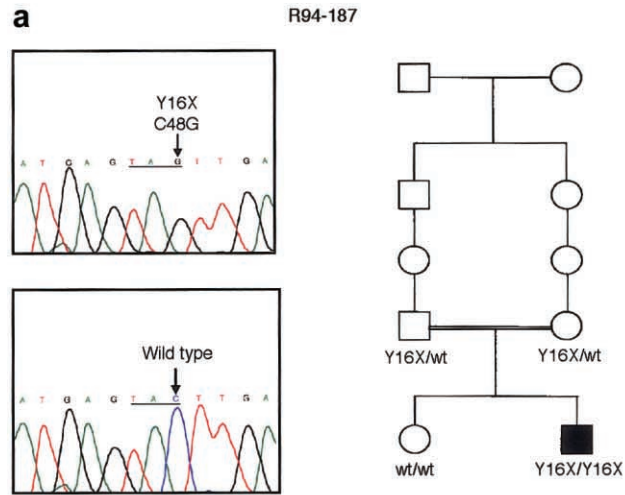 a
R94-187
Y16X
C48G
A T G A G T A G T T G A
Wild type
A T G A G T A C T T G A
Y16X/wt
Y16X/wt
wt/wt
Y16X/Y16X